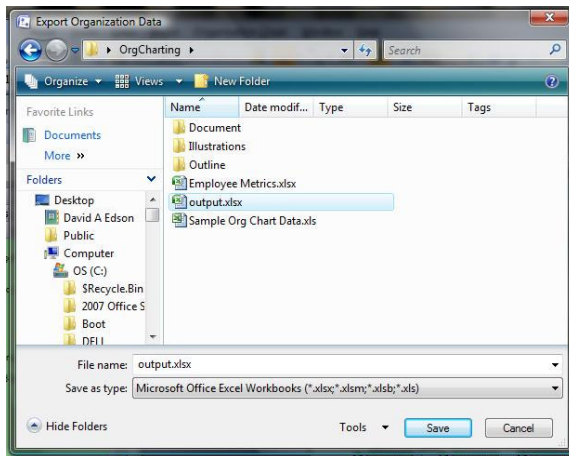 Export Organization Data
OrgCharting
Search
Organize Views New Folder
Favorite Links
Documents
More »
Folders
Desktop
David A Edson
Public
Computer
OS (C:)
$Recycle.Bin
2007 Office S
Boot
DELL
Name Date modif... Type Size Tags
Document
Illustrations
Outline
Employee Metrics.xlsx
output.xlsx
Sample Org Chart Data.xls
File name: output.xlsx
Save as type: Microsoft Office Excel Workbooks (*.xlsx;*.xlsm;*.xlsb;*.xls)
Hide Folders Tools Save Cancel